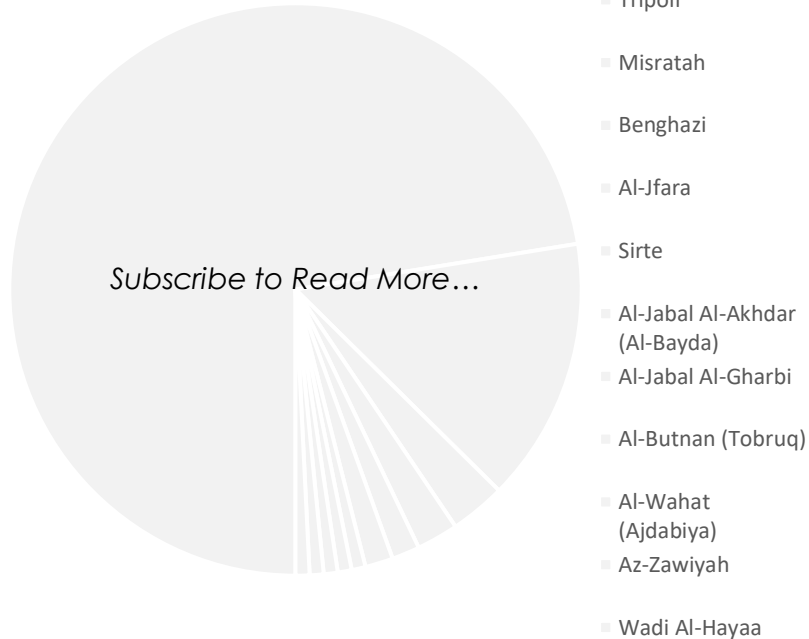 Tripoli
Misratah
Benghazi
Al-Jfara
Subscribe to Read More...
Sirte
Al-Jabal Al-Akhdar
(Al-Bayda)
Al-Jabal Al-Gharbi
Al-Butnan (Tobruq)
Al-Wahat
(Ajdabiya)
Az-Zawiyah
Wadi Al-Hayaa